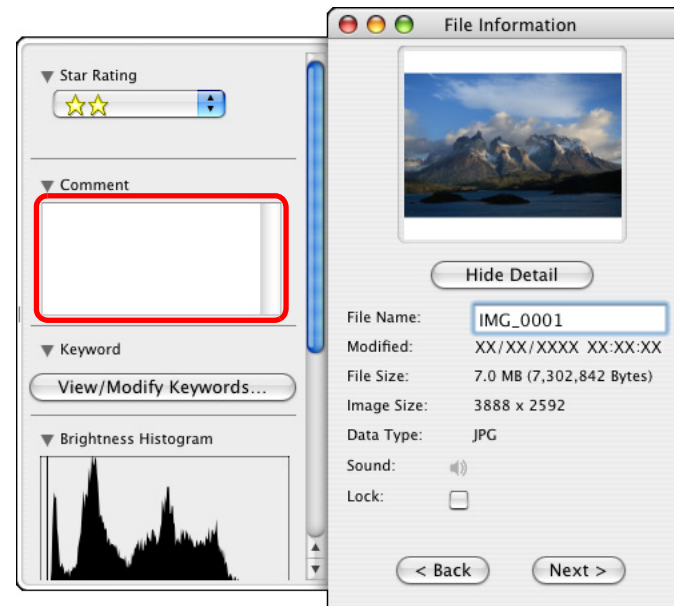 File Information
Star Rating
Comment
Keyword
View/Modify Keywords...
Brightness Histogram
Hide Detail
File Name: IMG_0001
Modified: XX/XX/XXXX XX:XX:XX
File Size: 7.0 MB (7,302,842 Bytes)
Image Size: 3888 x 2592
Data Type: JPG
Sound:
Lock:
< Back Next >